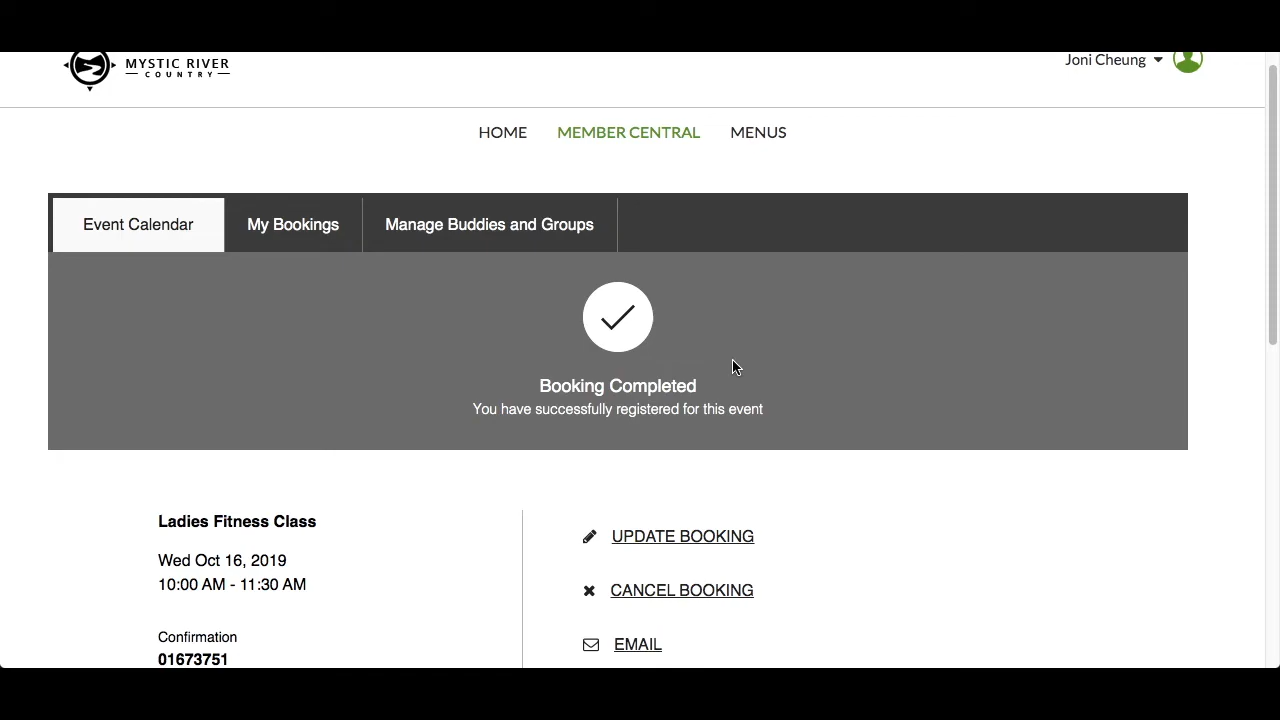 MYSTIC RIVER
COUNTRY
Joni Cheung
HOME MEMBER CENTRAL MENUS
Event Calendar My Bookings Manage Buddies and Groups
Booking Completed
You have successfully registered for this event
Ladies Fitness Class
Wed Oct 16, 2019
10:00 AM - 11:30 AM
Confirmation
01673751
UPDATE BOOKING
CANCEL BOOKING
EMAIL